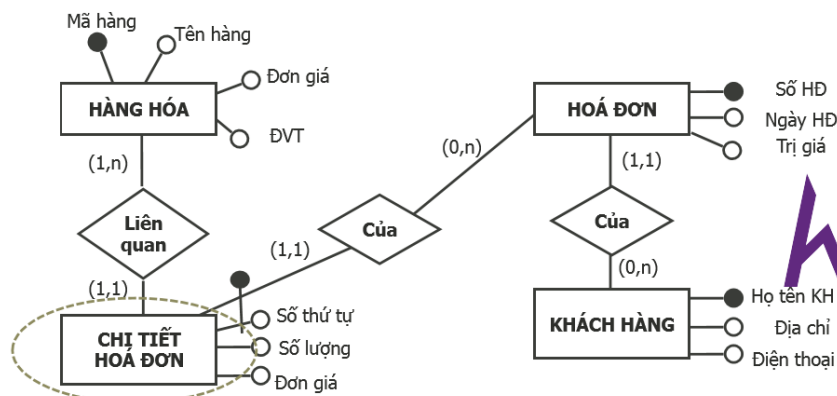 Mã hàng
Tên hàng
Đơn giá
HÀNG HÓA
ĐVT
(1,n)
Liên
quan
(1,1)
CHI TIẾT
HOÁ ĐƠN
Số thứ tự
Số lượng
Đơn giá
(1,1)
Của
(0,n)
HOÁ ĐƠN
Số HĐ
Ngày HĐ
Trị giá
(1,1)
Của
(0,n)
KHÁCH HÀNG
Họ tên KH
Địa chỉ
Điện thoại